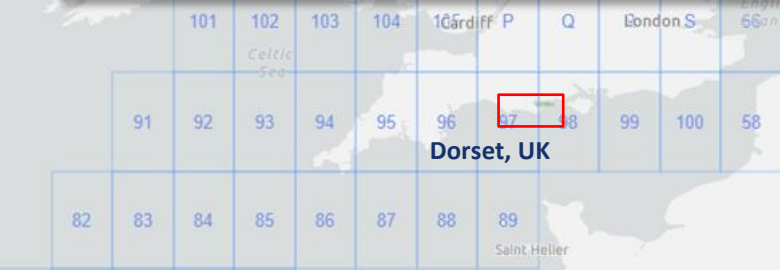 101 102 103 104 105 Cardiff P Q R London S 66
Celtic
Sea
91 92 93 94 95 96 97 98 99 100 58
Dorset, UK
82 83 84 85 86 87 88 89
Saint Helier